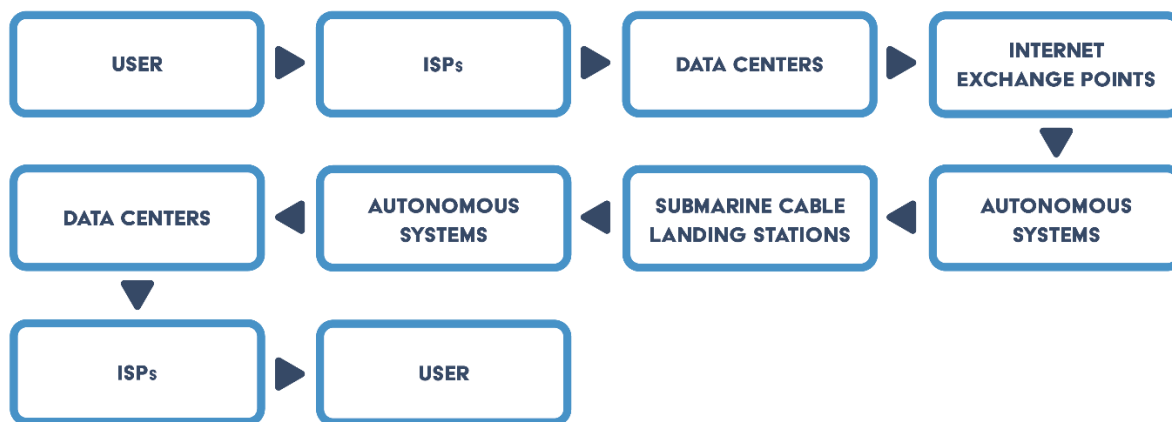 USER
ISPs
DATA CENTERS
INTERNET
EXCHANGE POINTS
AUTONOMOUS
SYSTEMS
SUBMARINE CABLE
LANDING STATIONS
AUTONOMOUS
SYSTEMS
DATA CENTERS
ISPs
USER